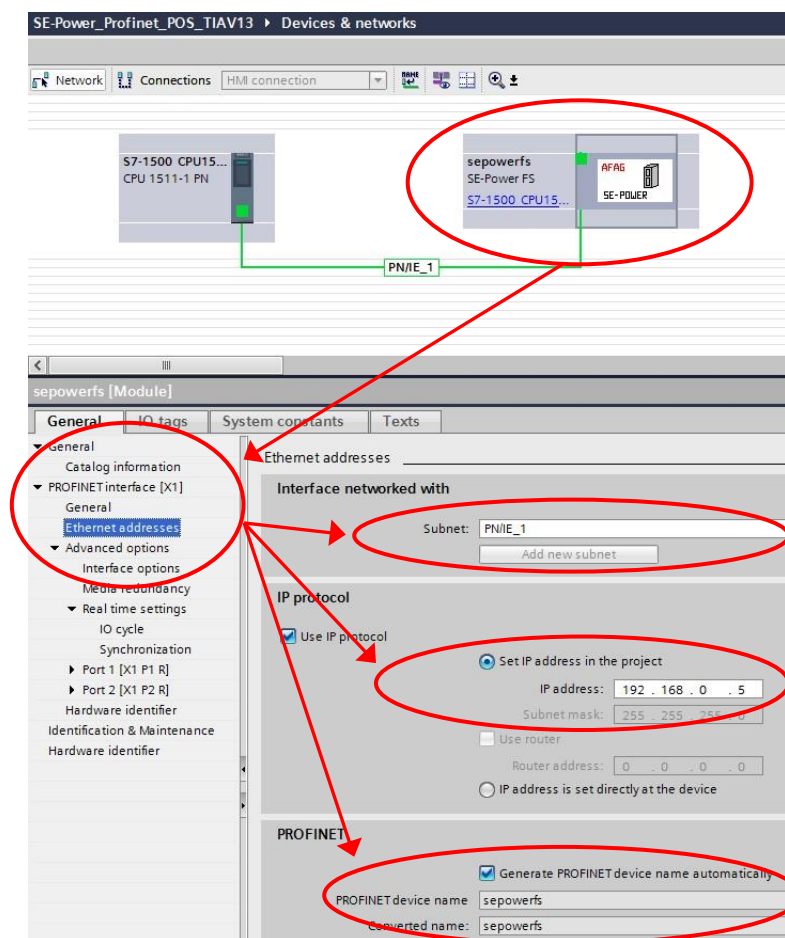 SE-Power_Profinet_POS_TIAV13 ▸ Devices & networks
Network Connections HMI connection
S7-1500 CPU15...
CPU 1511-1 PN
sepowerfs
SE-Power FS
S7-1500 CPU15...
AFAG
SE-POWER
PN/IE_1
sepowerfs [Module]
General IO tags System constants Texts
General
Catalog information
PROFINET interface [X1]
General
Ethernet addresses
Advanced options
Interface options
Media redundancy
Real time settings
IO cycle
Synchronization
Port 1 [X1 P1 R]
Port 2 [X1 P2 R]
Hardware identifier
Identification & Maintenance
Hardware identifier
Ethernet addresses
Interface networked with
Subnet: PN/IE_1
Add new subnet
IP protocol
Use IP protocol
Set IP address in the project
IP address: 192 . 168 . 0 . 5
Subnet mask: 255 . 255 . 255 . 0
Use router
Router address: 0 . 0 . 0 . 0
IP address is set directly at the device
PROFINET
Generate PROFINET device name automatically
PROFINET device name sepowerfs
Converted name: sepowerfs